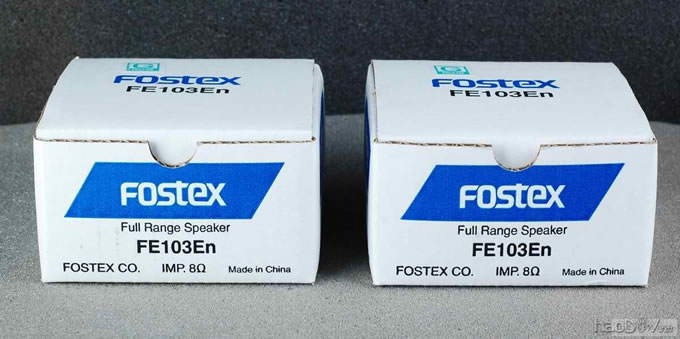 Fostex
FE103En
Fostex
Full Range Speaker
FE103En
FOSTEX CO. IMP. 8Ω Made in China
Fostex
FE103En
Fostex
Full Range Speaker
FE103En
FOSTEX CO. IMP. 8Ω Made in China